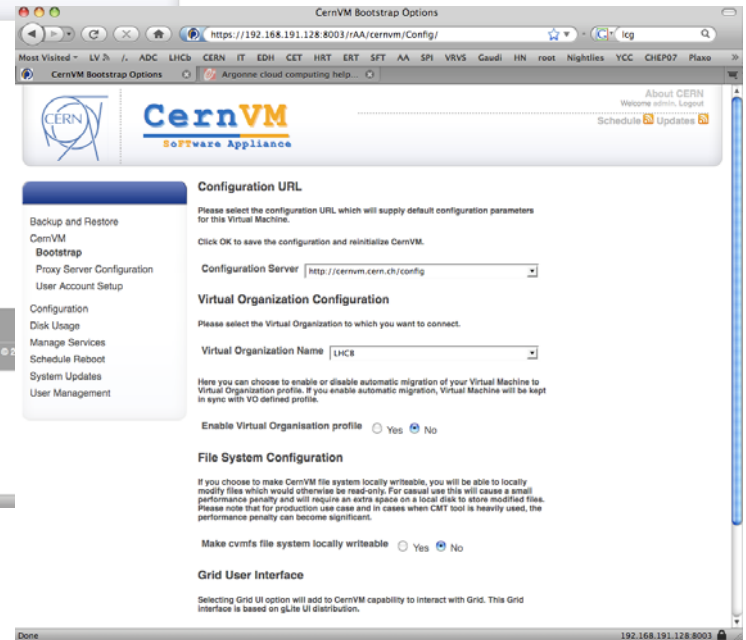 CernVM Bootstrap Options
https://192.168.191.128:8003/rAA/cernvm/Config/
lcg
Most Visited LV /. ADC LHCb CERN IT EDH CET HRT ERT SFT AA SPI VRVS Gaudi HN root Nightlies YCC CHEP07 Plaxo »
CernVM Bootstrap Options
Argonne cloud computing help...
CERN
CernVM
SoFTware Appliance
About CERN
Welcome admin. Logout
Schedule Updates
Backup and Restore
CernVM
Bootstrap
Proxy Server Configuration
User Account Setup
Configuration
Disk Usage
Manage Services
Schedule Reboot
System Updates
User Management
Configuration URL
Please select the configuration URL which will supply default configuration parameters
for this Virtual Machine.
Click OK to save the configuration and reinitialize CernVM.
Configuration Server http://cernvm.cern.ch/config
Virtual Organization Configuration
Please select the Virtual Organization to which you want to connect.
Virtual Organization Name LHCB
Here you can choose to enable or disable automatic migration of your Virtual Machine to
Virtual Organization profile. If you enable automatic migration, Virtual Machine will be kept
in sync with VO defined profile.
Enable Virtual Organisation profile Yes No
File System Configuration
If you choose to make CernVM file system locally writeable, you will be able to locally
modify files which would otherwise be read-only. For casual use this will cause a small
performance penalty and will require an extra space on a local disk to store modified files.
Please note that for production use case and in cases when CMT tool is heavily used, the
performance penalty can become significant.
Make cvmfs file system locally writeable Yes No
Grid User Interface
Selecting Grid UI option will add to CernVM capability to interact with Grid. This Grid
interface is based on gLite UI distribution.
Done
192.168.191.128:8003